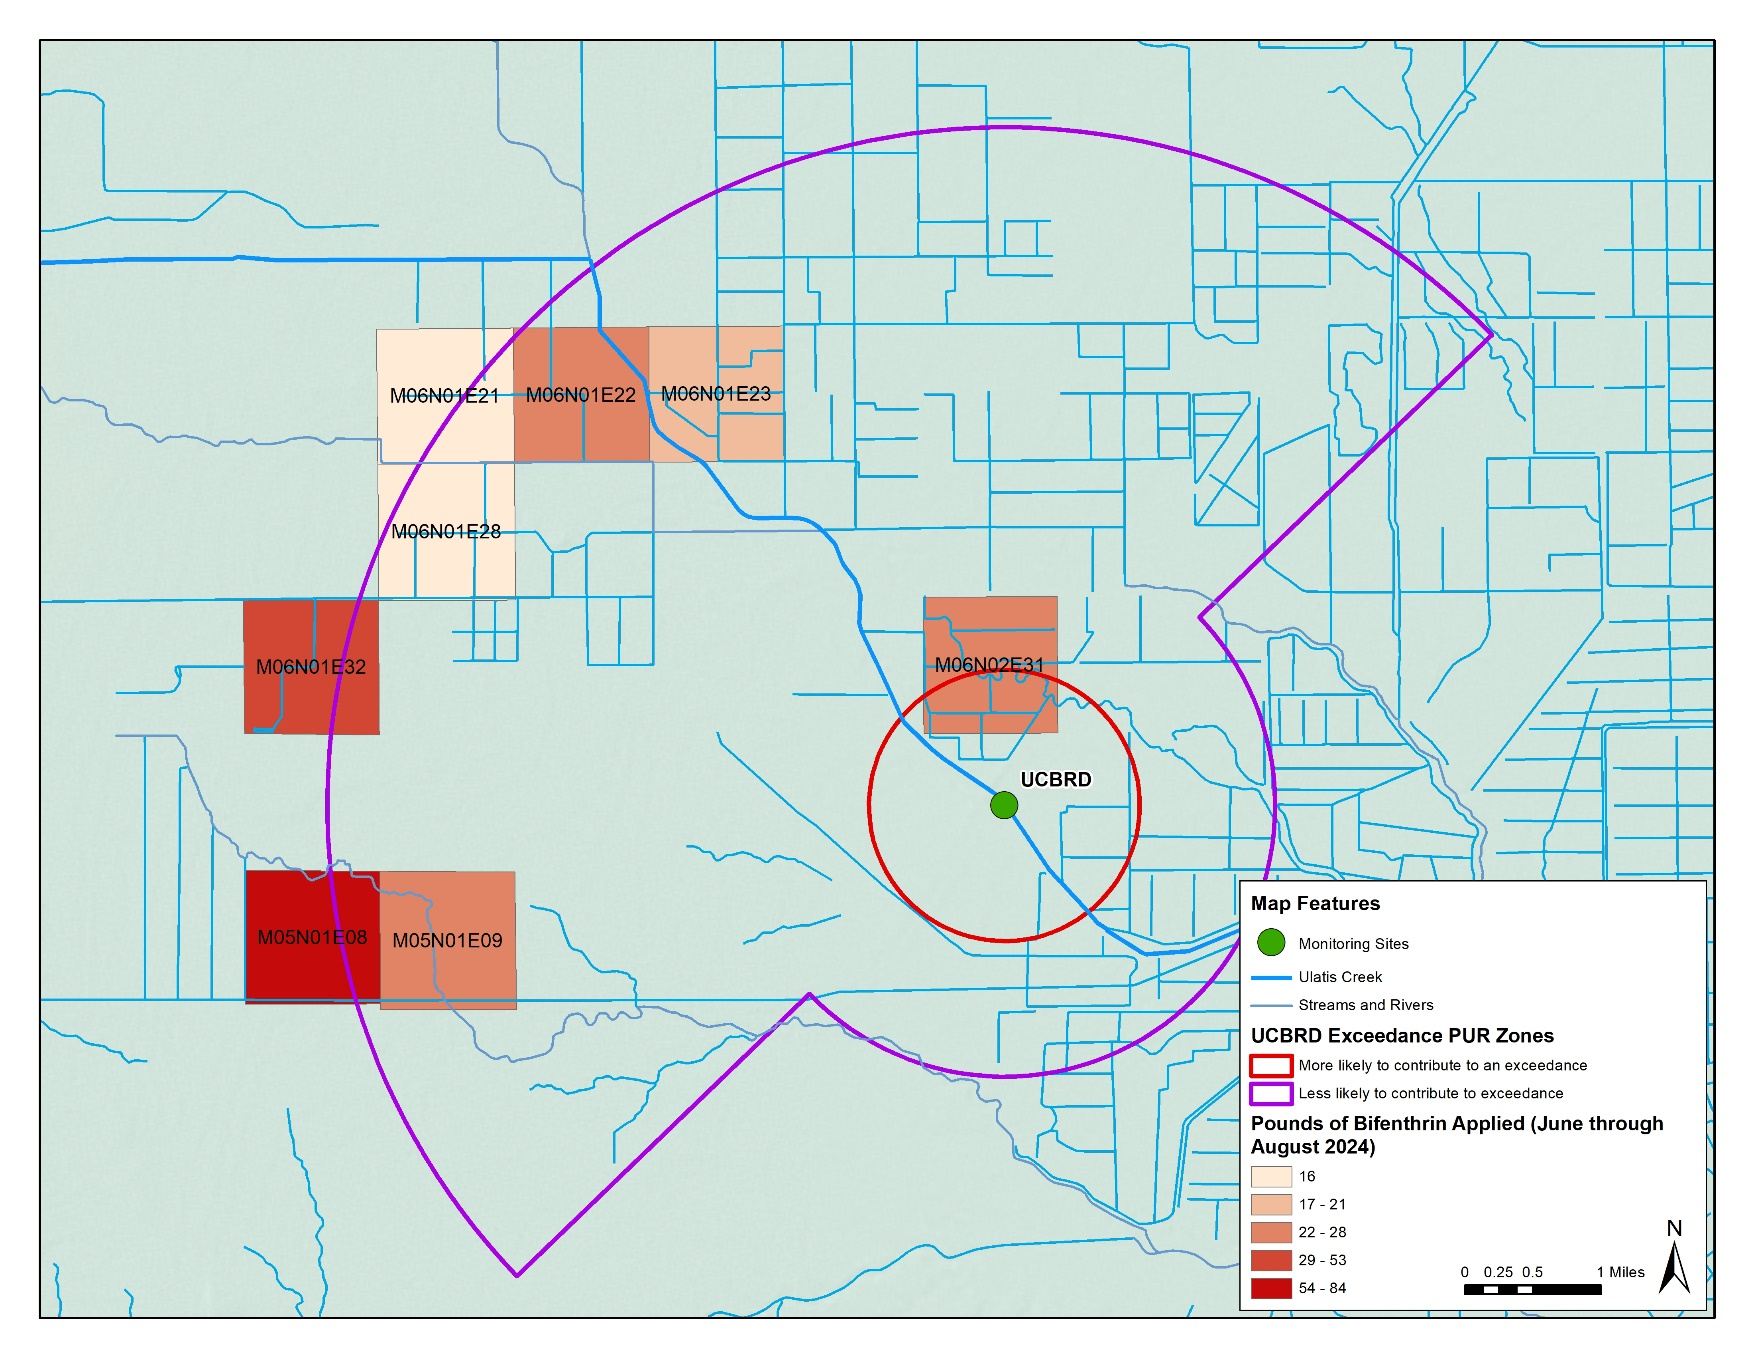 M06N01E21
M06N01E22
M06N01E23
M06N01E28
M06N01E32
M06N02E31
UCBRD
M05N01E08
M05N01E09
Map Features
Monitoring Sites
Ulatis Creek
Streams and Rivers
UCBRD Exceedance PUR Zones
More likely to contribute to an exceedance
Less likely to contribute to exceedance
Pounds of Bifenthrin Applied (June through
August 2024)
16
17 - 21
22 - 28
29 - 53
54 - 84
N
0 0.25 0.5 1 Miles